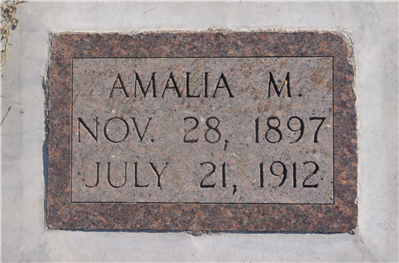 AMALIA M.
NOV. 28, 1897
JULY 21, 1912